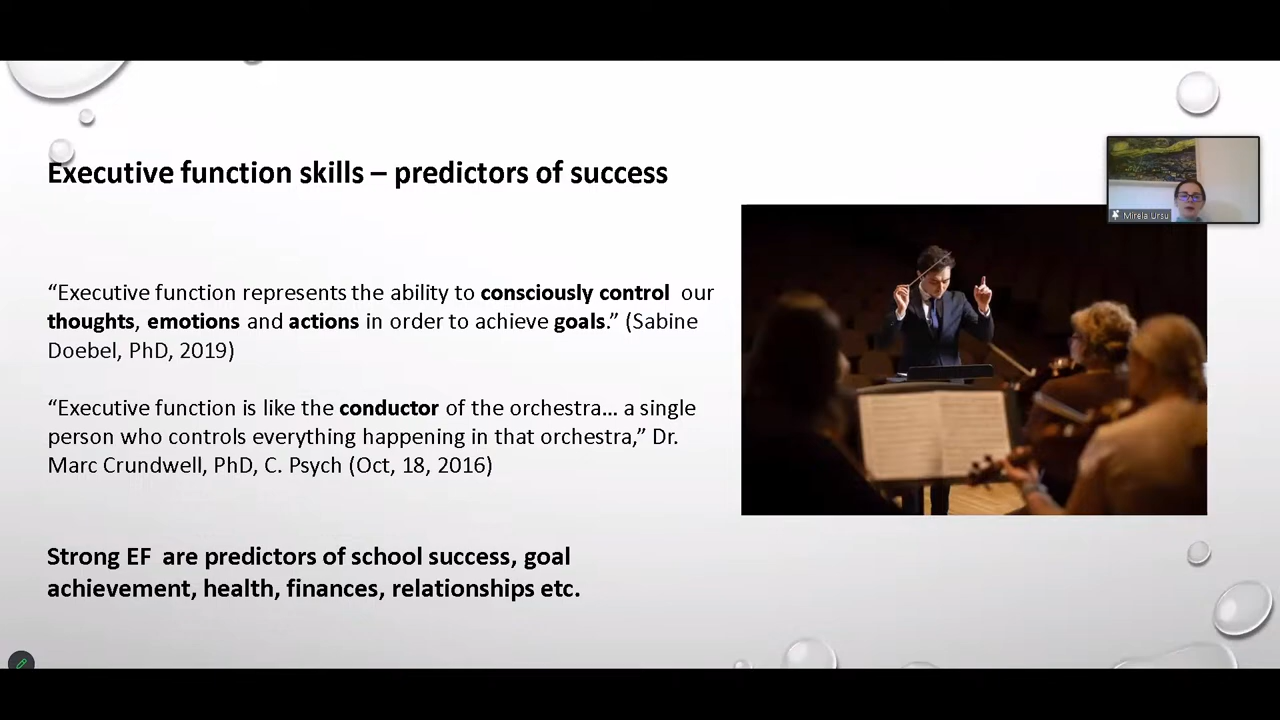 Executive function skills – predictors of success
Mirela Ursu
“Executive function represents the ability to consciously control our
thoughts, emotions and actions in order to achieve goals.” (Sabine
Doebel, PhD, 2019)
“Executive function is like the conductor of the orchestra... a single
person who controls everything happening in that orchestra,” Dr.
Marc Crundwell, PhD, C. Psych (Oct, 18, 2016)
Strong EF are predictors of school success, goal
achievement, health, finances, relationships etc.